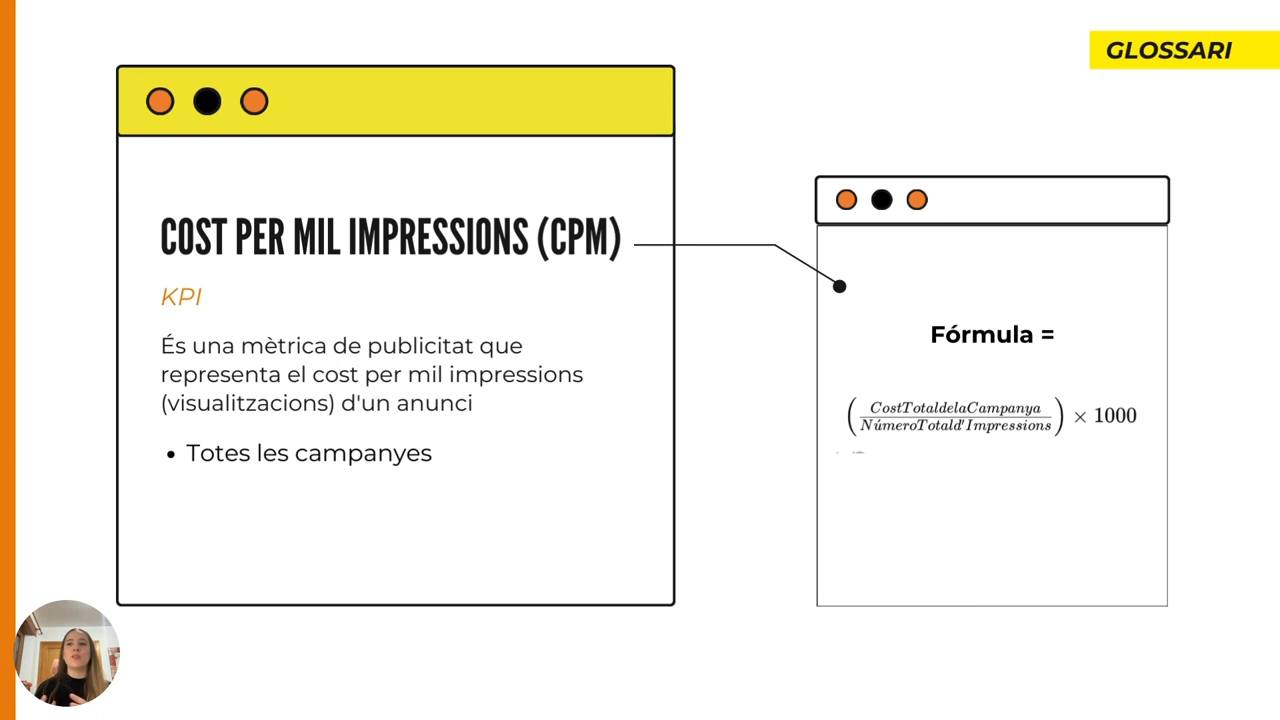 GLOSSARI
COST PER MIL IMPRESSIONS (CPM)
KPI
És una mètrica de publicitat que
representa el cost per mil impressions
(visualitzacions) d'un anunci
• Totes les campanyes
Fórmula =
(CostTotaldelaCampanya / NúmeroTotald'Impressions) × 1000